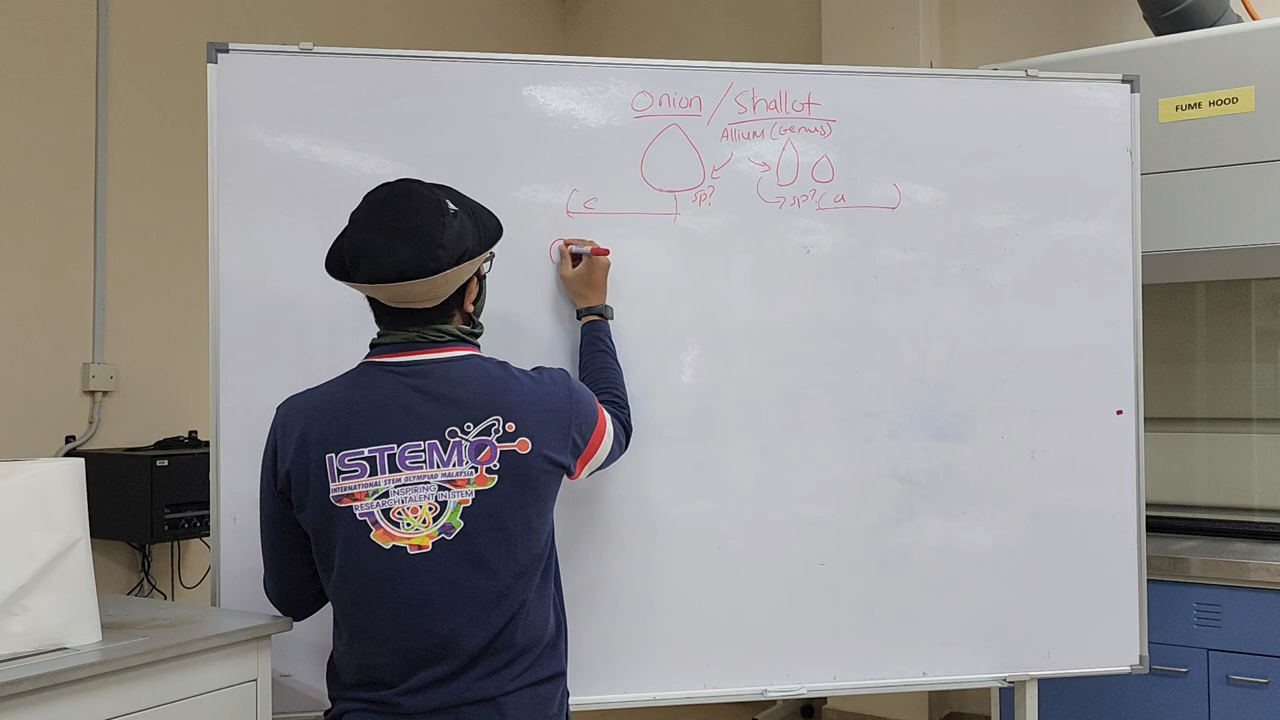 Onion / Shallot
Allium (Genus)
sp?
( c )
sp? ( a )
FUME HOOD
ISTEMO
INTERNATIONAL STEM OLYMPIAD MALAYSIA
INSPIRING
RESEARCH TALENT IN STEM